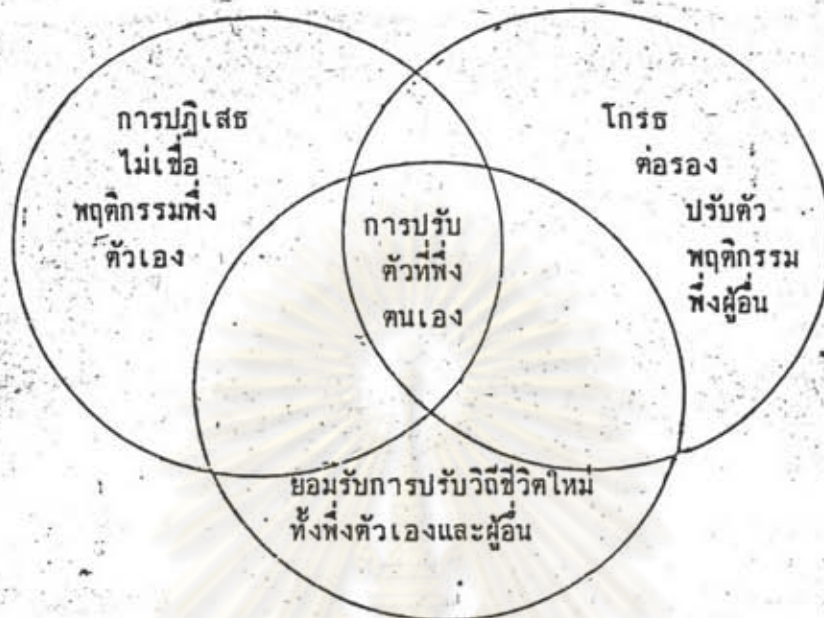 การปฏิเสธ
ไม่เชื่อ
พฤติกรรมพึ่ง
ตัวเอง
โกรธ
ต่อรอง
ปรับตัว
พฤติกรรม
พึ่งผู้อื่น
การปรับ
ตัวที่พึ่ง
ตนเอง
ยอมรับการปรับวิถีชีวิตใหม่
ทั้งพึ่งตัวเองและผู้อื่น